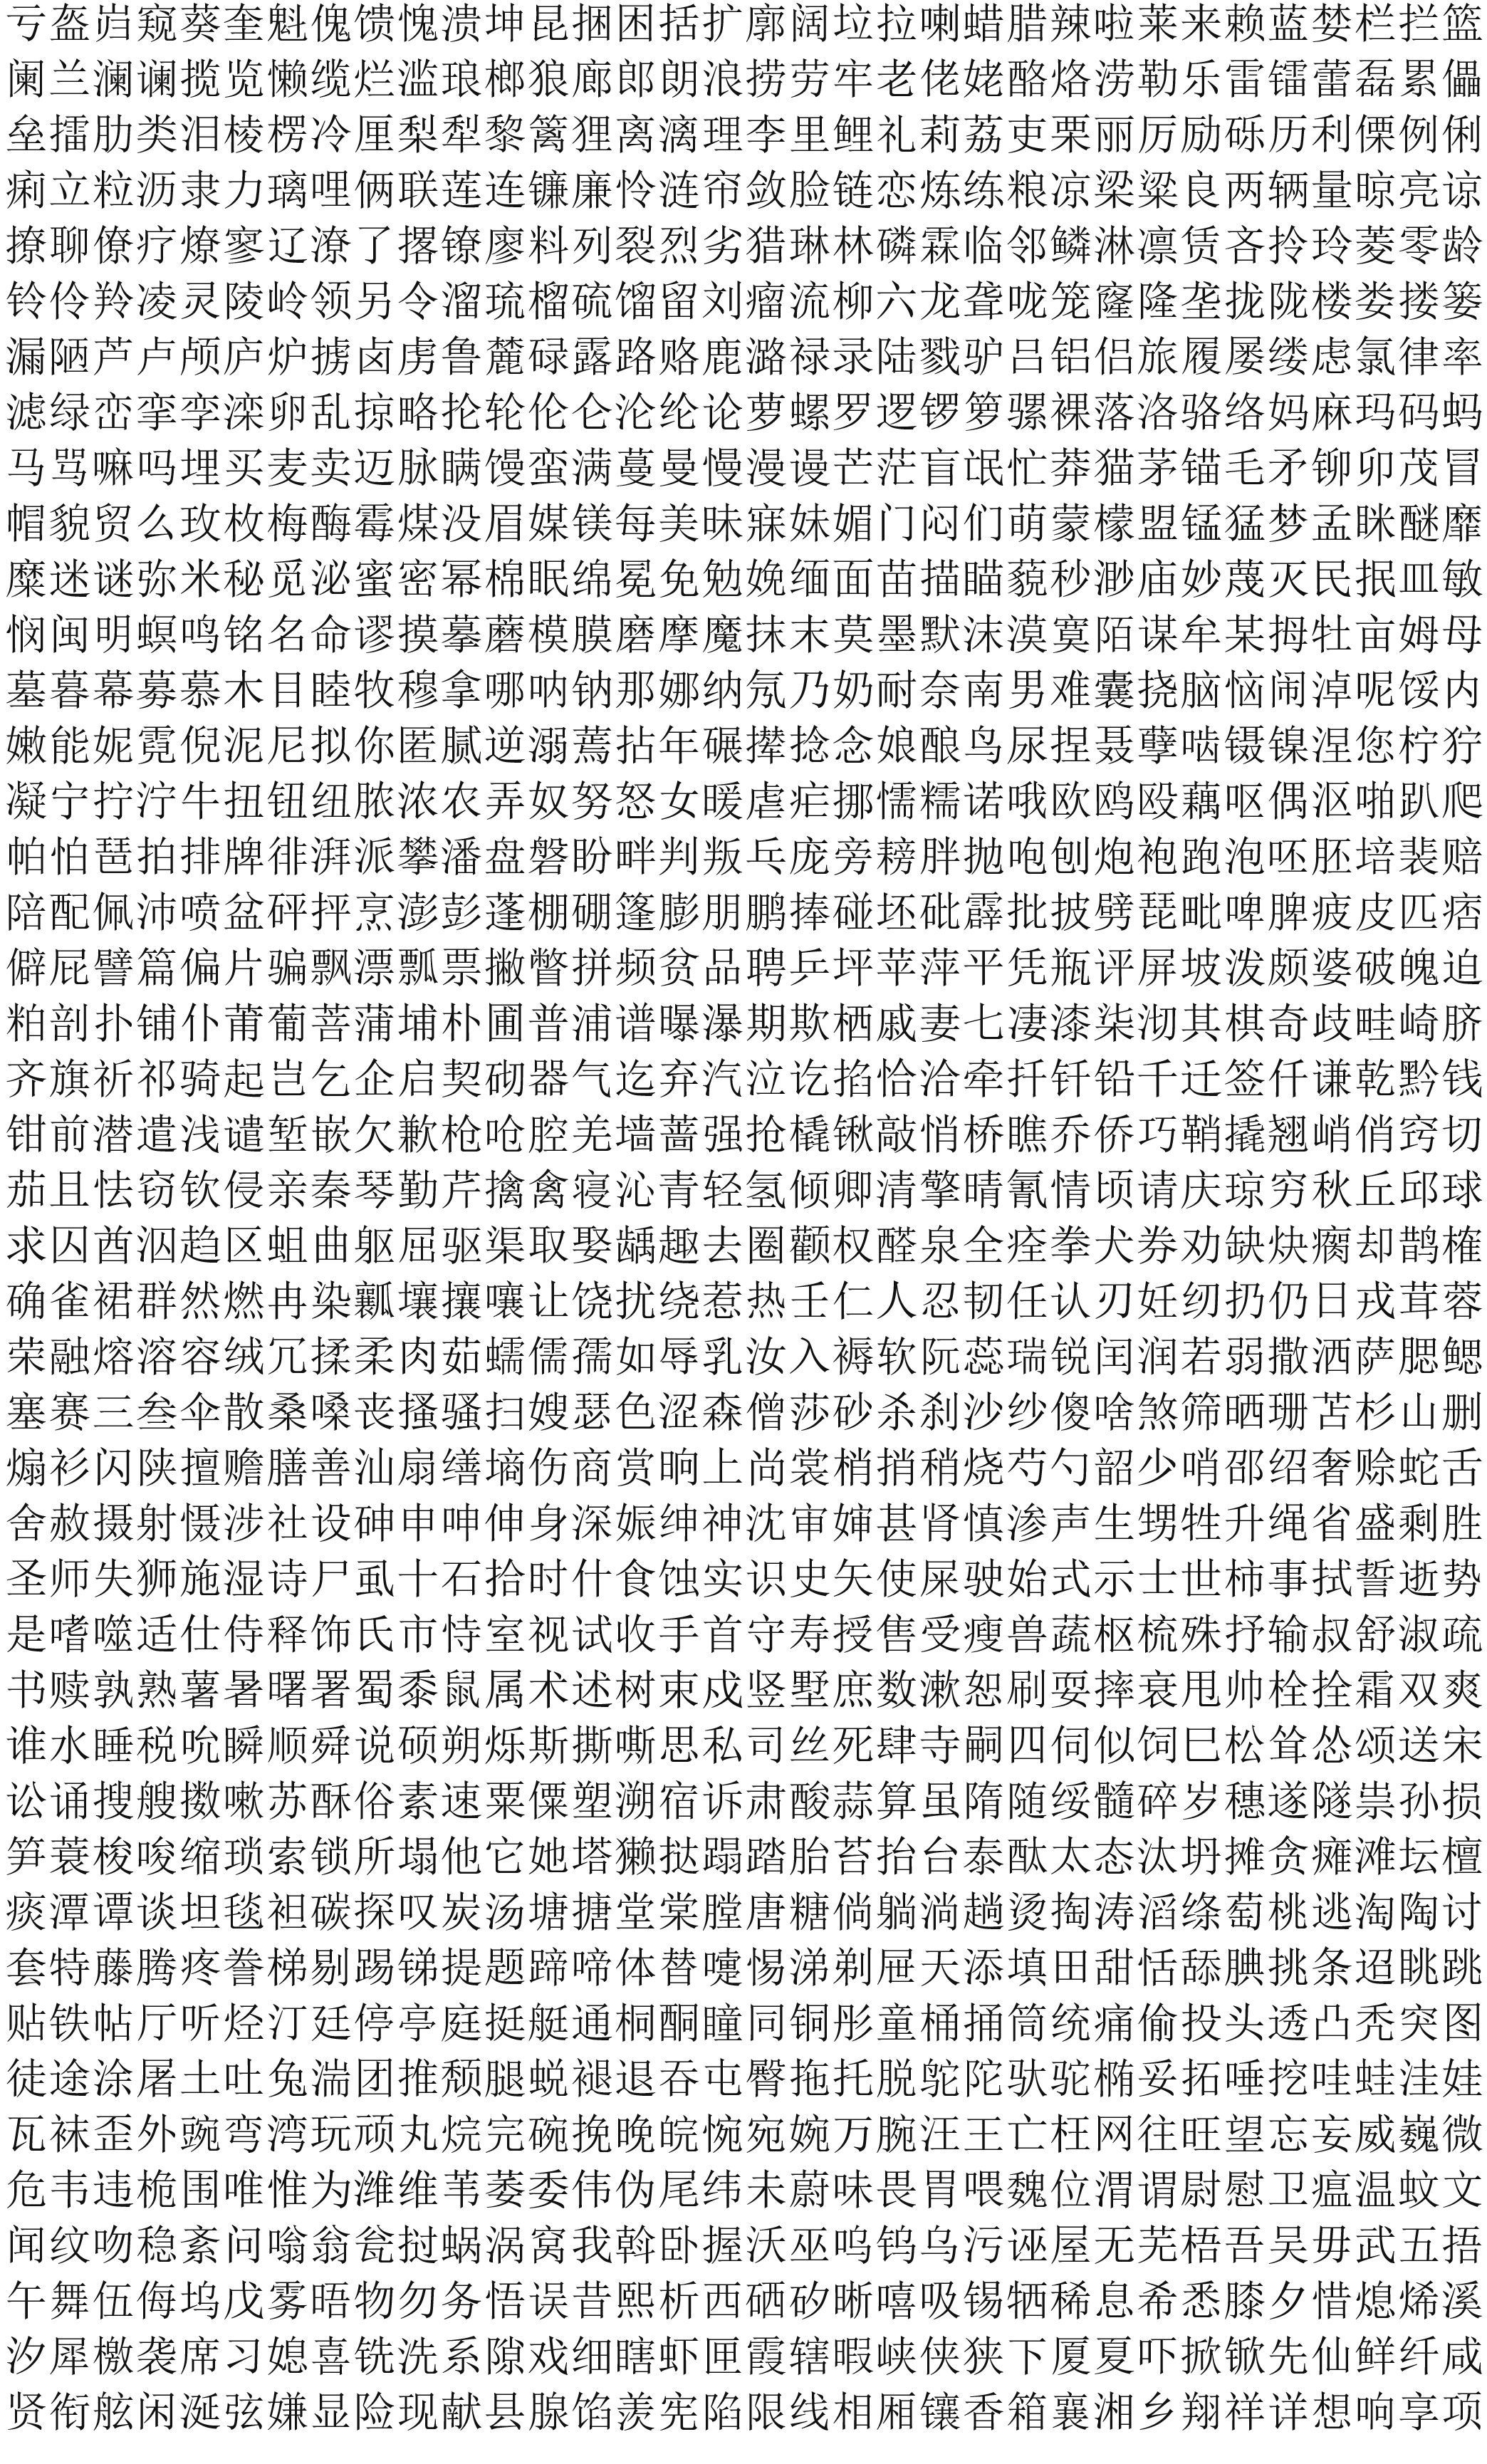 亏盔岿窥葵奎魁傀馈愧溃坤昆捆困括扩廓阔垃拉喇蜡腊辣啦莱来赖蓝婪栏拦篮
阑兰澜谰揽览懒缆烂滥琅榔狼廊郎朗浪捞劳牢老佬姥酪烙涝勒乐雷镭蕾磊累儡
垒擂肋类泪棱楞冷厘梨犁黎篱狸离漓理李里鲤礼莉荔吏栗丽厉励砾历利傈例俐
痢立粒沥隶力璃哩俩联莲连镰廉怜涟帘敛脸链恋炼练粮凉梁粱良两辆量晾亮谅
撩聊僚疗燎寥辽潦了撂镣廖料列裂烈劣猎琳林磷霖临邻鳞淋凛赁吝拎玲菱零龄
铃伶羚凌灵陵岭领另令溜琉榴硫馏留刘瘤流柳六龙聋咙笼窿隆垄拢陇楼娄搂篓
漏陋芦卢颅庐炉掳卤虏鲁麓碌露路赂鹿潞禄录陆戮驴吕铝侣旅履屡缕虑氯律率
滤绿峦挛孪滦卵乱掠略抡轮伦仑沦纶论萝螺罗逻锣箩骡裸落洛骆络妈麻玛码蚂
马骂嘛吗埋买麦卖迈脉瞒馒蛮满蔓曼慢漫谩芒茫盲氓忙莽猫茅锚毛矛铆卯茂冒
帽貌贸么玫枚梅酶霉煤没眉媒镁每美昧寐妹媚门闷们萌蒙檬盟锰猛梦孟眯醚靡
糜迷谜弥米秘觅泌蜜密幂棉眠绵冕免勉娩缅面苗描瞄藐秒渺庙妙蔑灭民抿皿敏
悯闽明螟鸣铭名命谬摸摹蘑模膜磨摩魔抹末莫墨默沫漠寞陌谋牟某拇牡亩姆母
墓暮幕募慕木目睦牧穆拿哪呐钠那娜纳氖乃奶耐奈南男难囊挠脑恼闹淖呢馁内
嫩能妮霓倪泥尼拟你匿腻逆溺蔫拈年碾撵捻念娘酿鸟尿捏聂孽啮镊镍涅您柠狞
凝宁拧泞牛扭钮纽脓浓农弄奴努怒女暖虐疟挪懦糯诺哦欧鸥殴藕呕偶沤啪趴爬
帕怕琶拍排牌徘湃派攀潘盘磐盼畔判叛乓庞旁耪胖抛咆刨炮袍跑泡呸胚培裴赔
陪配佩沛喷盆砰抨烹澎彭蓬棚硼篷膨朋鹏捧碰坯砒霹批披劈琵毗啤脾疲皮匹痞
僻屁譬篇偏片骗飘漂瓢票撇瞥拼频贫品聘乒坪苹萍平凭瓶评屏坡泼颇婆破魄迫
粕剖扑铺仆莆葡菩蒲埔朴圃普浦谱曝瀑期欺栖戚妻七凄漆柒沏其棋奇歧畦崎脐
齐旗祈祁骑起岂乞企启契砌器气迄弃汽泣讫掐恰洽牵扦钎铅千迁签仟谦乾黔钱
钳前潜遣浅谴堑嵌欠歉枪呛腔羌墙蔷强抢橇锹敲悄桥瞧乔侨巧鞘撬翘峭俏窍切
茄且怯窃钦侵亲秦琴勤芹擒禽寝沁青轻氢倾卿清擎晴氰情顷请庆琼穷秋丘邱球
求囚酋泅趋区蛆曲躯屈驱渠取娶龋趣去圈颧权醛泉全痊拳犬券劝缺炔瘸却鹊榷
确雀裙群然燃冉染瓤壤攘嚷让饶扰绕惹热壬仁人忍韧任认刃妊纫扔仍日戎茸蓉
荣融熔溶容绒冗揉柔肉茹蠕儒孺如辱乳汝入褥软阮蕊瑞锐闰润若弱撒洒萨腮鳃
塞赛三叁伞散桑嗓丧搔骚扫嫂瑟色涩森僧莎砂杀刹沙纱傻啥煞筛晒珊苫杉山删
煽衫闪陕擅赡膳善汕扇缮墒伤商赏晌上尚裳梢捎稍烧芍勺韶少哨邵绍奢赊蛇舌
舍赦摄射慑涉社设砷申呻伸身深娠绅神沈审婶甚肾慎渗声生甥牲升绳省盛剩胜
圣师失狮施湿诗尸虱十石拾时什食蚀实识史矢使屎驶始式示士世柿事拭誓逝势
是嗜噬适仕侍释饰氏市恃室视试收手首守寿授售受瘦兽蔬枢梳殊抒输叔舒淑疏
书赎孰熟薯暑曙署蜀黍鼠属术述树束戍竖墅庶数漱恕刷耍摔衰甩帅栓拴霜双爽
谁水睡税吮瞬顺舜说硕朔烁斯撕嘶思私司丝死肆寺嗣四伺似饲巳松耸怂颂送宋
讼诵搜艘擞嗽苏酥俗素速粟僳塑溯宿诉肃酸蒜算虽隋随绥髓碎岁穗遂隧祟孙损
笋蓑梭唆缩琐索锁所塌他它她塔獭挞蹋踏胎苔抬台泰酞太态汰坍摊贪瘫滩坛檀
痰潭谭谈坦毯袒碳探叹炭汤塘搪堂棠膛唐糖倘躺淌趟烫掏涛滔绦萄桃逃淘陶讨
套特藤腾疼誊梯剔踢锑提题蹄啼体替嚏惕涕剃屉天添填田甜恬舔腆挑条迢眺跳
贴铁帖厅听烃汀廷停亭庭挺艇通桐酮瞳同铜彤童桶捅筒统痛偷投头透凸秃突图
徒途涂屠土吐兔湍团推颓腿蜕褪退吞屯臀拖托脱鸵陀驮驼椭妥拓唾挖哇蛙洼娃
瓦袜歪外豌弯湾玩顽丸烷完碗挽晚皖惋宛婉万腕汪王亡枉网往旺望忘妄威巍微
危韦违桅围唯惟为潍维苇萎委伟伪尾纬未蔚味畏胃喂魏位渭谓尉慰卫瘟温蚊文
闻纹吻稳紊问嗡翁瓮挝蜗涡窝我斡卧握沃巫呜钨乌污诬屋无芜梧吾吴毋武五捂
午舞伍侮坞戊雾晤物勿务悟误昔熙析西硒矽晰嘻吸锡牺稀息希悉膝夕惜熄烯溪
汐犀檄袭席习媳喜铣洗系隙戏细瞎虾匣霞辖暇峡侠狭下厦夏吓掀锨先仙鲜纤咸
贤衔舷闲涎弦嫌显险现献县腺馅羡宪陷限线相厢镶香箱襄湘乡翔祥详想响享项